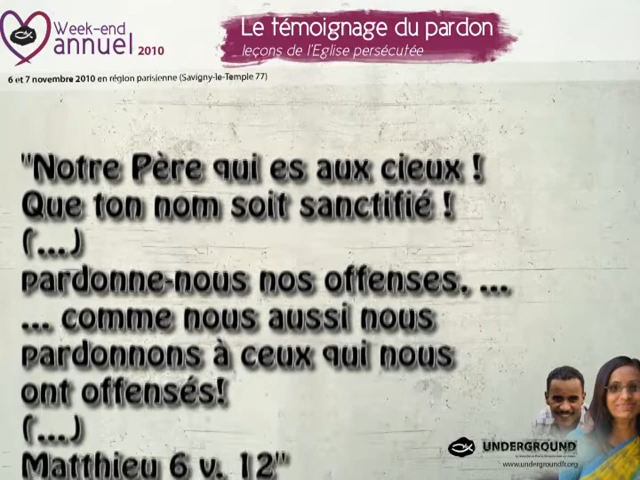 Week-end
annuel 2010
Le témoignage du pardon
leçons de l'Eglise persécutée
6 et 7 novembre 2010 en région parisienne (Savigny-le-Temple 77)
"Notre Père qui es aux cieux !
Que ton nom soit sanctifié !
(...)
pardonne-nous nos offenses, ...
... comme nous aussi nous
pardonnons à ceux qui nous
ont offensés!
(...)
Matthieu 6 v. 12"
UNDERGROUND
www.undergroundfr.org